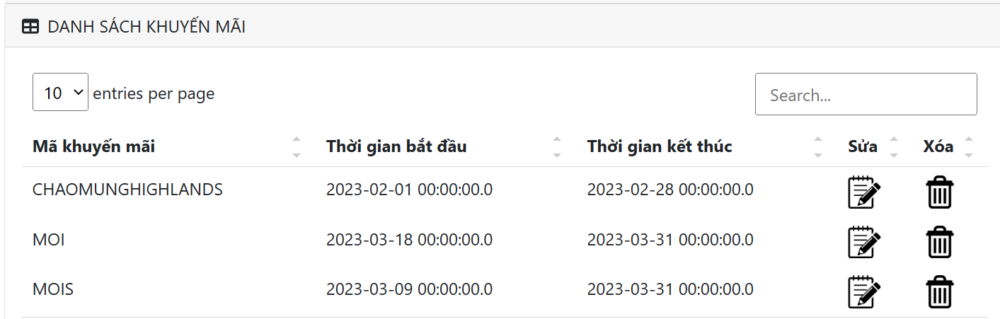 DANH SÁCH KHUYẾN MÃI
10 entries per page Search...
Mã khuyến mãi Thời gian bắt đầu Thời gian kết thúc Sửa Xóa
CHAOMUNGHIGHLANDS 2023-02-01 00:00:00.0 2023-02-28 00:00:00.0
MOI 2023-03-18 00:00:00.0 2023-03-31 00:00:00.0
MOIS 2023-03-09 00:00:00.0 2023-03-31 00:00:00.0